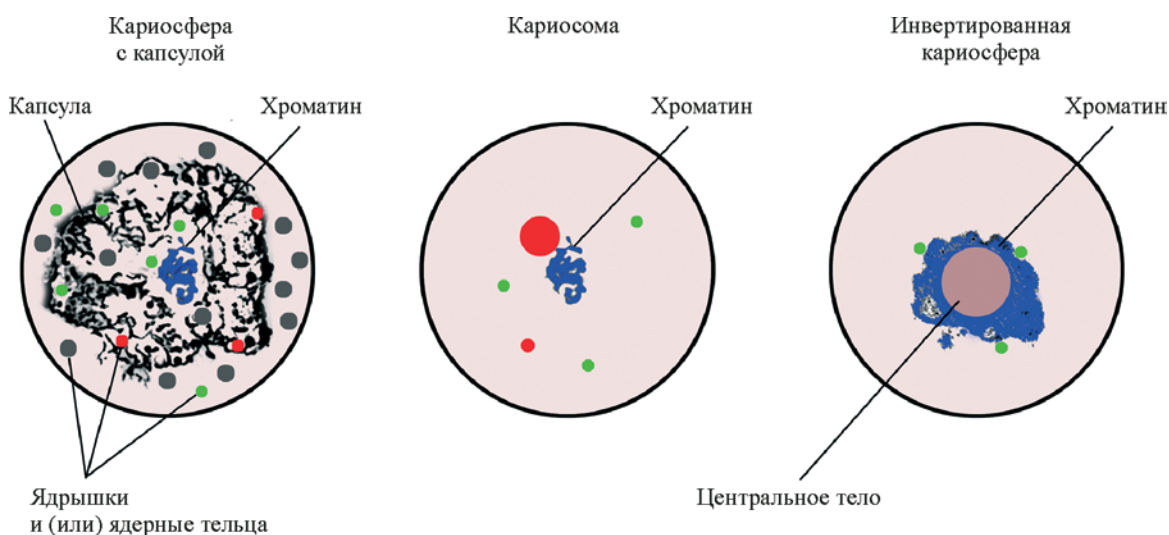 Кариосфера
с капсулой
Кариосома
Инвертированная
кариосфера
Капсула
Хроматин
Хроматин
Хроматин
Ядрышки
и (или) ядерные тельца
Центральное тело